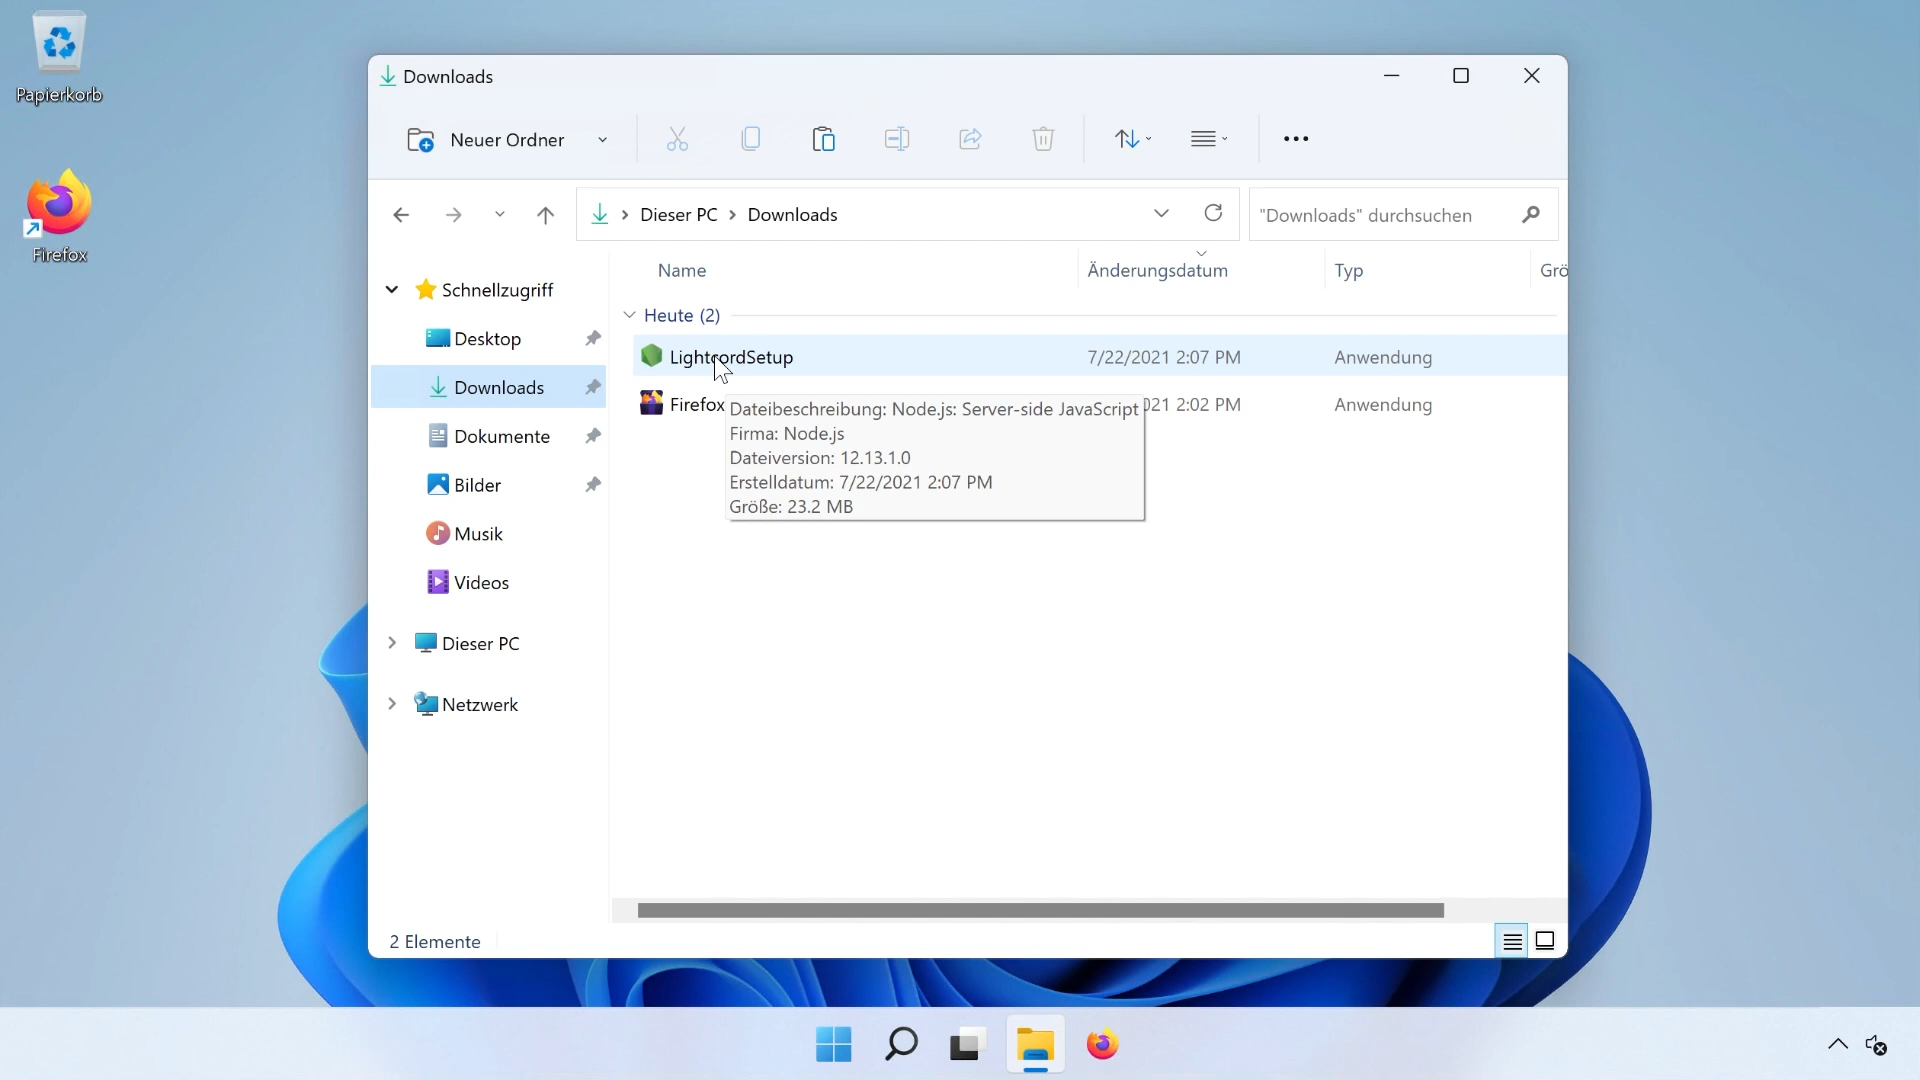 Papierkorb
Firefox
Downloads
Neuer Ordner
Dieser PC
Downloads
"Downloads" durchsuchen
Name
Änderungsdatum
Typ
Grö
Schnellzugriff
Desktop
Downloads
Dokumente
Bilder
Musik
Videos
Dieser PC
Netzwerk
Heute (2)
LightcordSetup 7/22/2021 2:07 PM Anwendung
Firefox 021 2:02 PM Anwendung
Dateibeschreibung: Node.js: Server-side JavaScript
Firma: Node.js
Dateiversion: 12.13.1.0
Erstelldatum: 7/22/2021 2:07 PM
Größe: 23.2 MB
2 Elemente